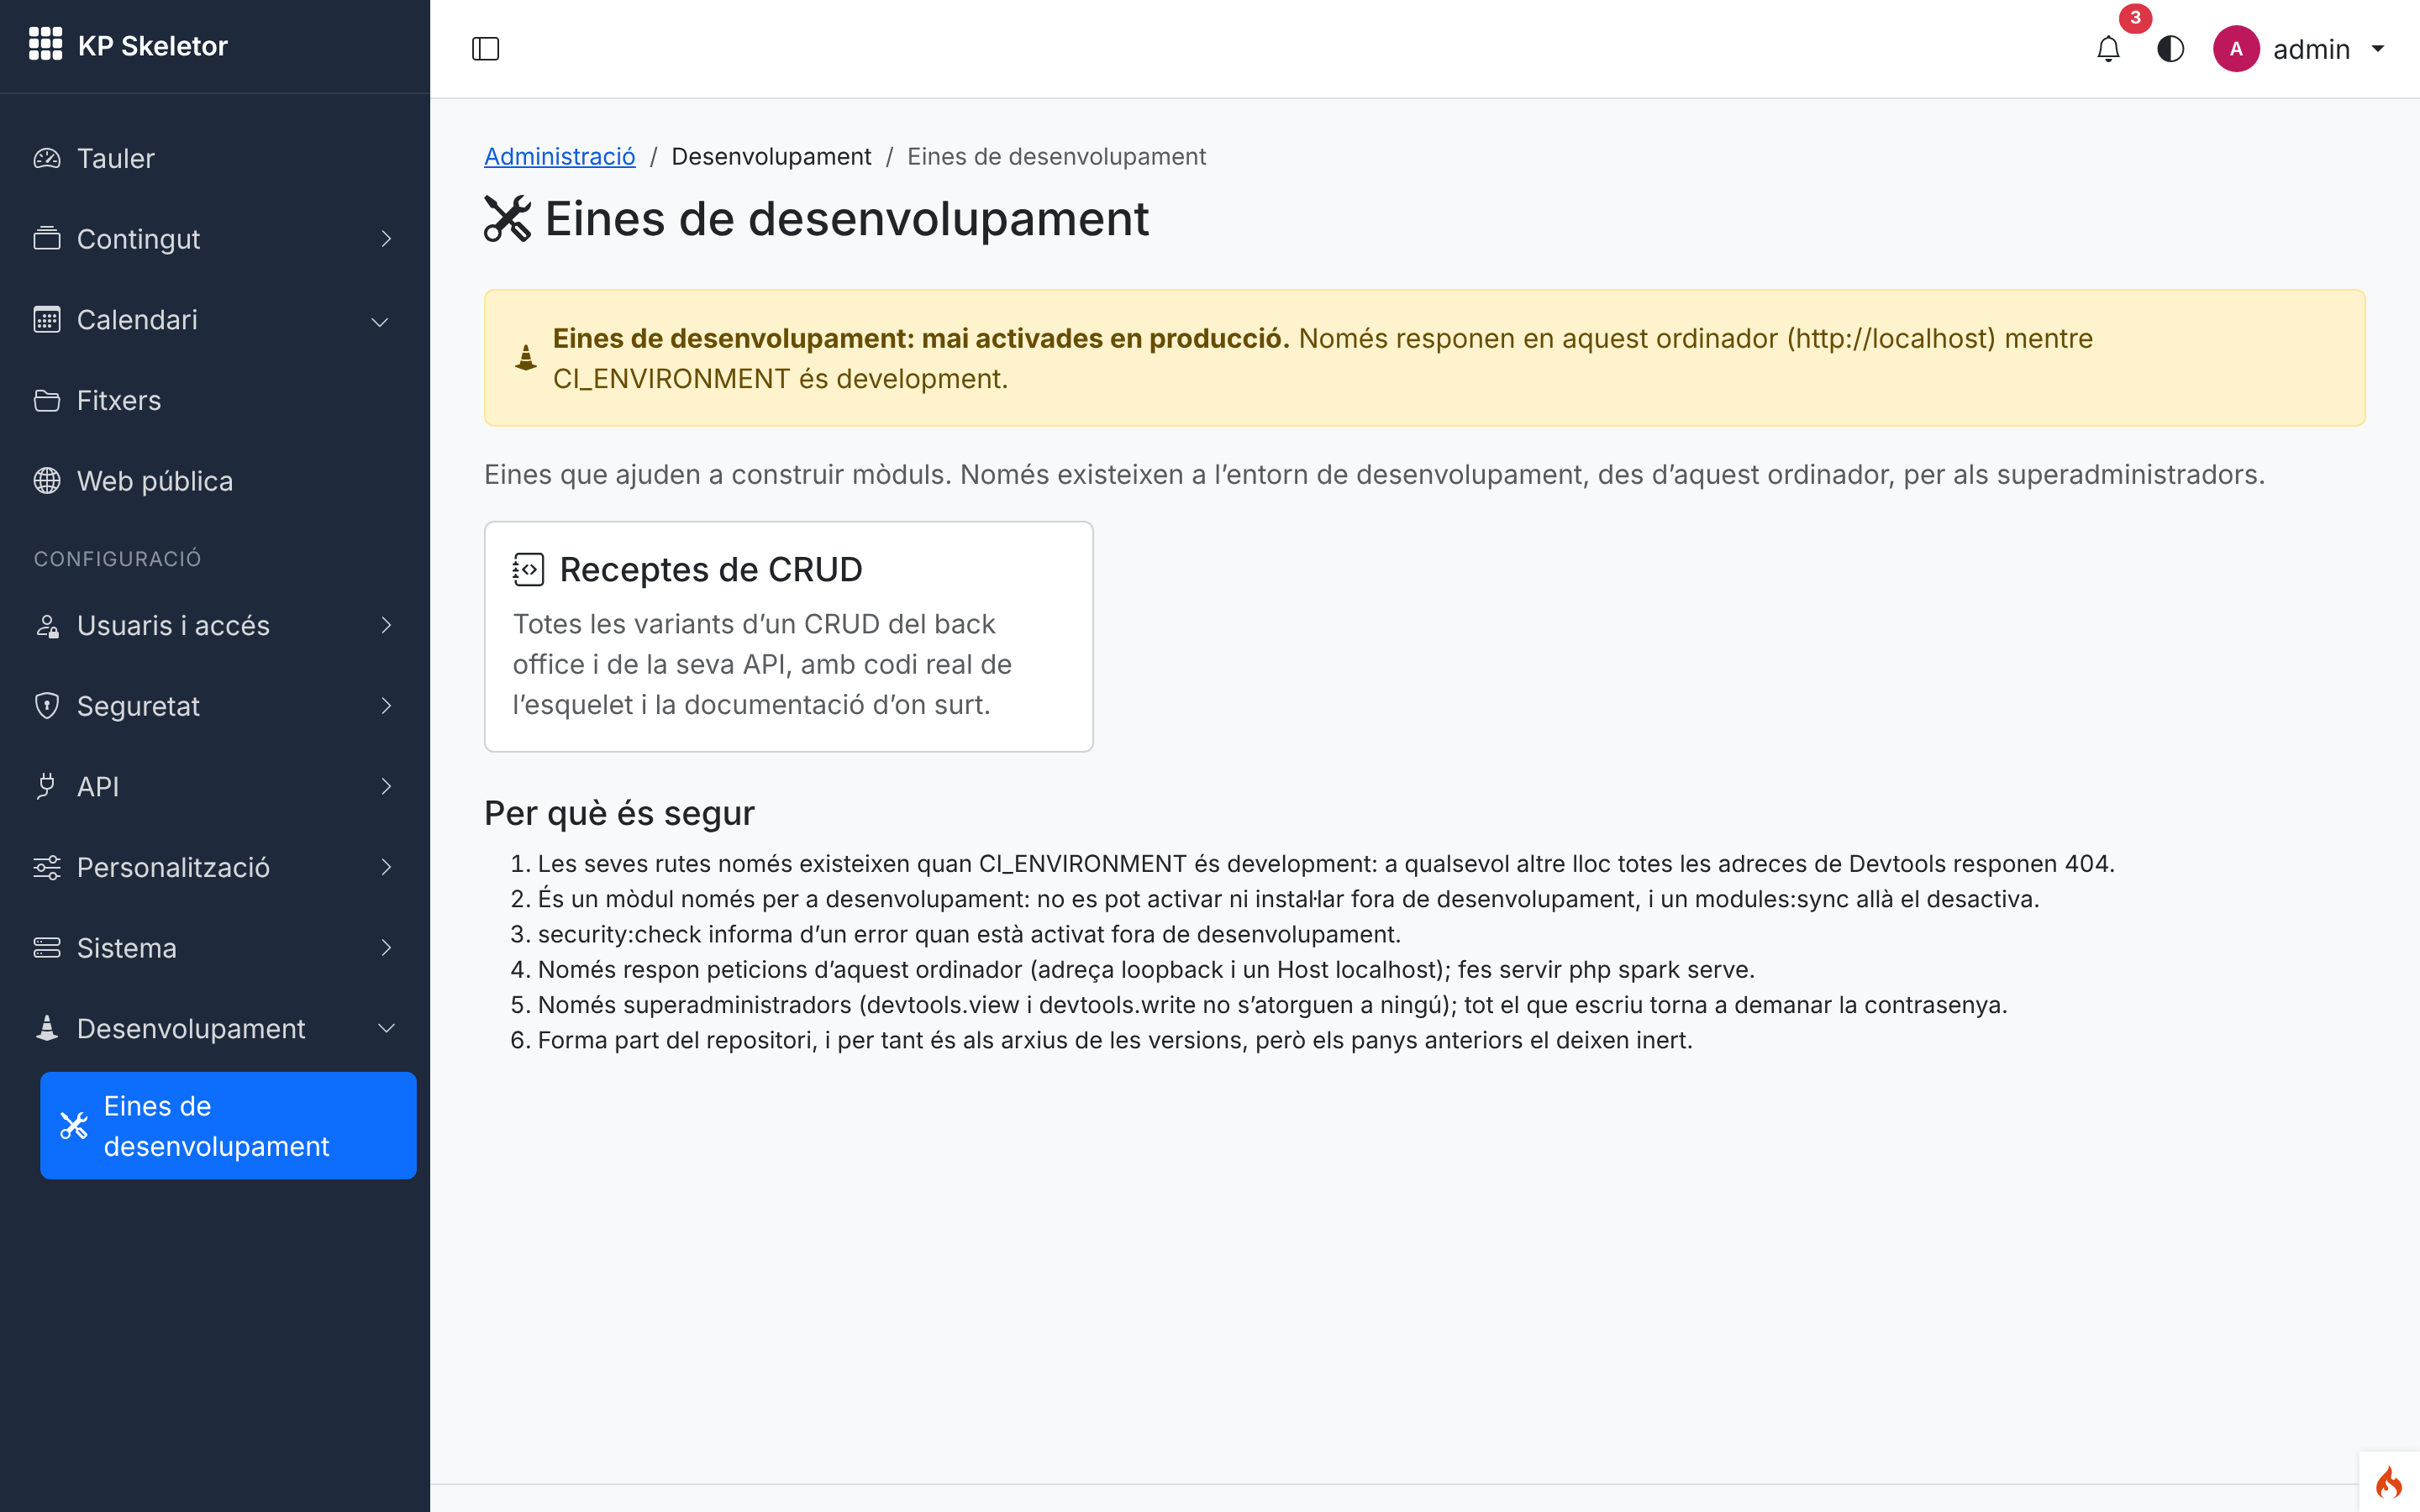 KP Skeletor
Tauler
Contingut
Calendari
Fitxers
Web pública
CONFIGURACIÓ
Usuaris i accés
Seguretat
API
Personalització
Sistema
Desenvolupament
Eines de
desenvolupament
3
A
admin
Administració / Desenvolupament / Eines de desenvolupament
Eines de desenvolupament
Eines de desenvolupament: mai activades en producció. Només responen en aquest ordinador (http://localhost) mentre
CI_ENVIRONMENT és development.
Eines que ajuden a construir mòduls. Només existeixen a l’entorn de desenvolupament, des d’aquest ordinador, per als superadministradors.
Receptes de CRUD
Totes les variants d’un CRUD del back
office i de la seva API, amb codi real de
l’esquelet i la documentació d’on surt.
Per què és segur
1. Les seves rutes només existeixen quan CI_ENVIRONMENT és development: a qualsevol altre lloc totes les adreces de Devtools responen 404.
2. És un mòdul només per a desenvolupament: no es pot activar ni instal·lar fora de desenvolupament, i un modules:sync allà el desactiva.
3. security:check informa d’un error quan està activat fora de desenvolupament.
4. Només respon peticions d’aquest ordinador (adreça loopback i un Host localhost); fes servir php spark serve.
5. Només superadministradors (devtools.view i devtools.write no s’atorguen a ningú); tot el que escriu torna a demanar la contrasenya.
6. Forma part del repositori, i per tant és als arxius de les versions, però els panys anteriors el deixen inert.